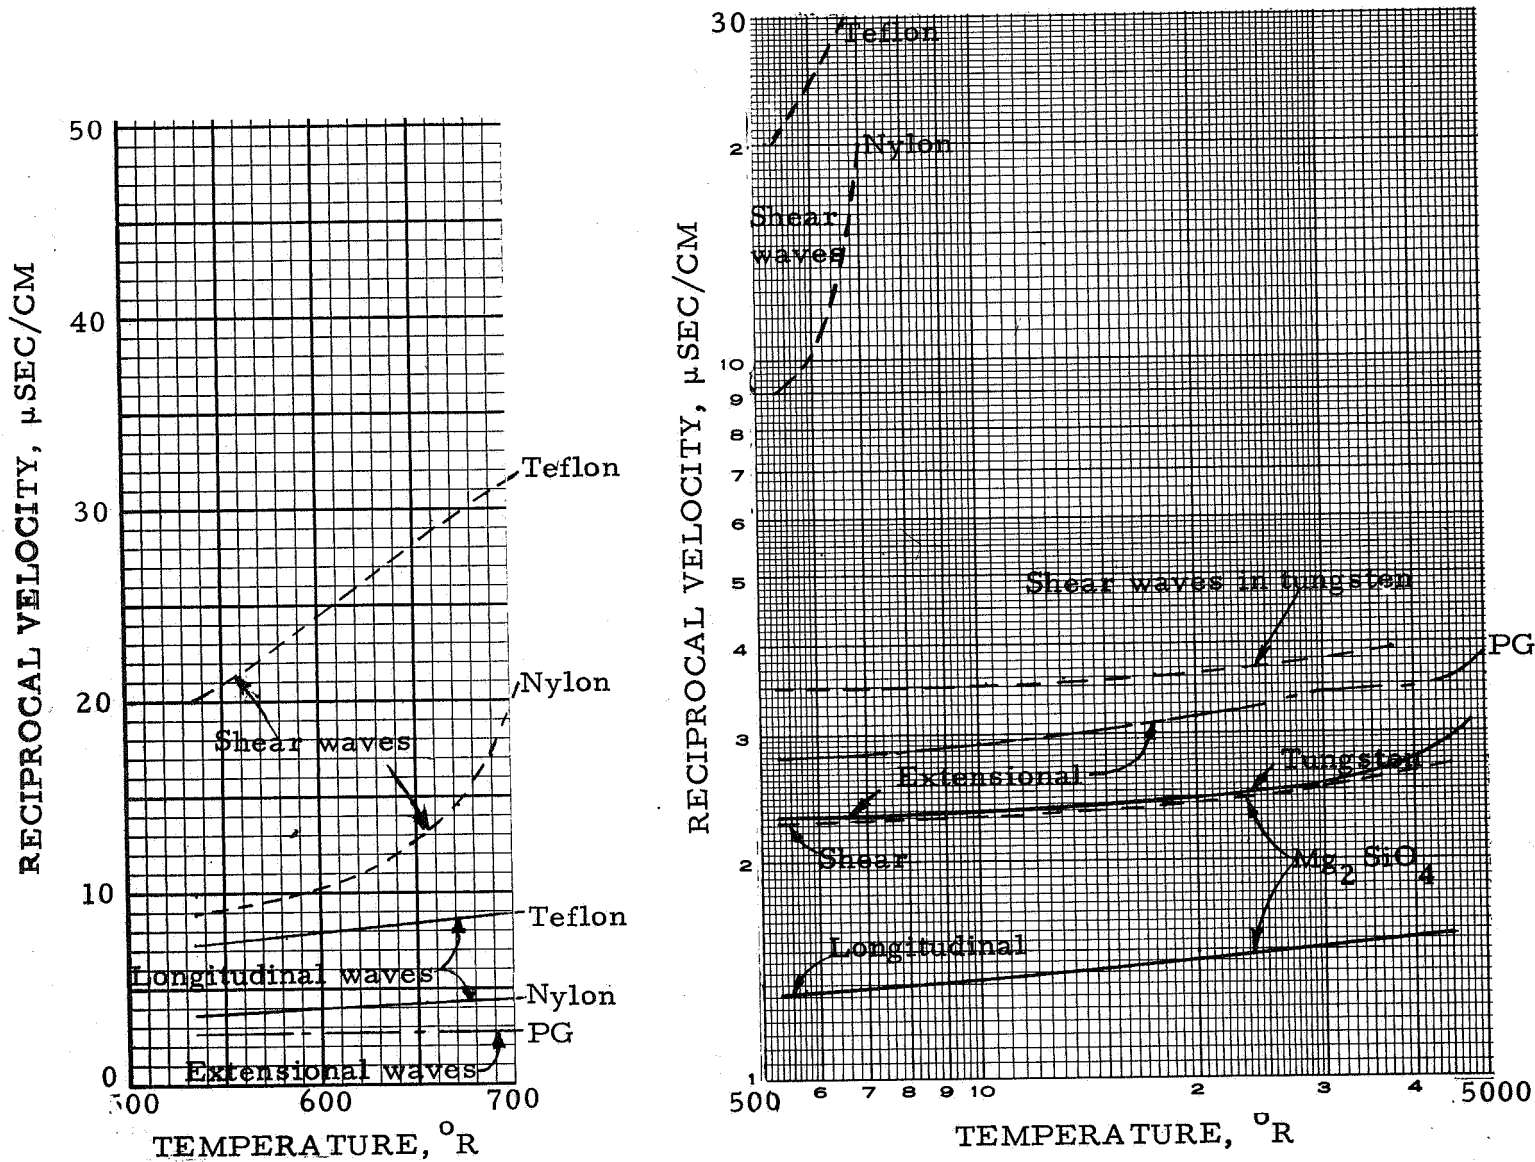 RECIPROCAL VELOCITY, μSEC/CM
50
40
30
20
10
0
Teflon
Nylon
Shear waves
Teflon
Longitudinal waves
Nylon
PG
Extensional waves
600 700
TEMPERATURE, °R
RECIPROCAL VELOCITY, μSEC/CM
30
2
10
9
8
7
6
5
4
3
2
1
Teflon
Nylon
Shear
waves
Shear waves in tungsten
PG
Extensional
Tungsten
Shear
Mg2 SiO4
Longitudinal
500 6 7 8 9 10 2 3 4 5000
TEMPERATURE, °R